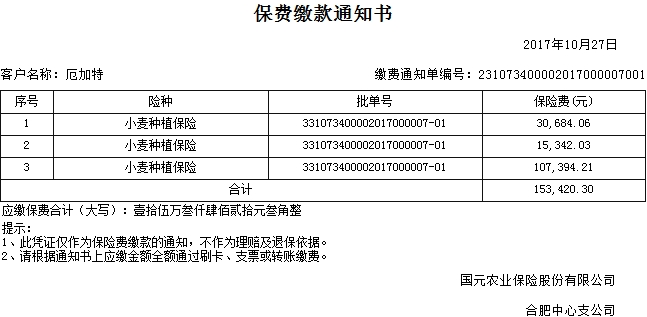 保费缴款通知书
2017年10月27日
客户名称：厄加特 缴费通知单编号：231073400002017000007001
序号 险种 批单号 保险费(元)
1 小麦种植保险 331073400002017000007-01 30,684.06
2 小麦种植保险 331073400002017000007-01 15,342.03
3 小麦种植保险 331073400002017000007-01 107,394.21
合计 153,420.30
应缴保费合计（大写）：壹拾伍万叁仟肆佰贰拾元叁角整
提示：
1、此凭证仅作为保险费缴款的通知，不作为理赔及退保依据。
2、请根据通知书上应缴金额全额通过刷卡、支票或转账缴费。
国元农业保险股份有限公司
合肥中心支公司